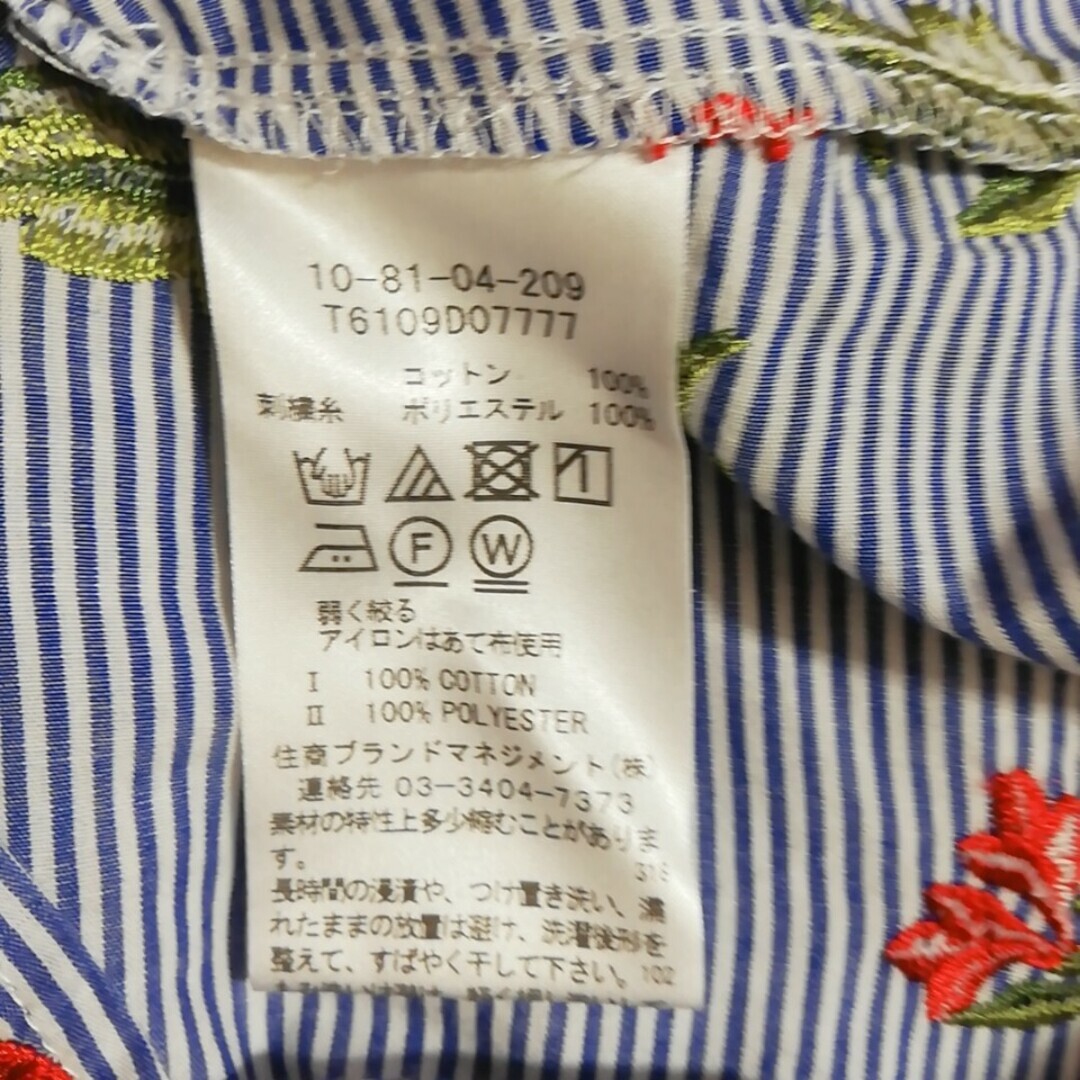 10-81-04-209
T6109D07777
コットン 100%
刺繍糸 ポリエステル 100%
F W
弱く絞る
アイロンはあて布使用
Ⅰ 100% COTTON
Ⅱ 100% POLYESTER
住商ブランドマネジメント(株)
連絡先 03-3404-7373
素材の特性上多少縮むことがありま
す。 316
長時間の浸漬や、つけ置き洗い、濡
れたままの放置は避け、洗濯後形を
整えて、すばやく干して下さい。102